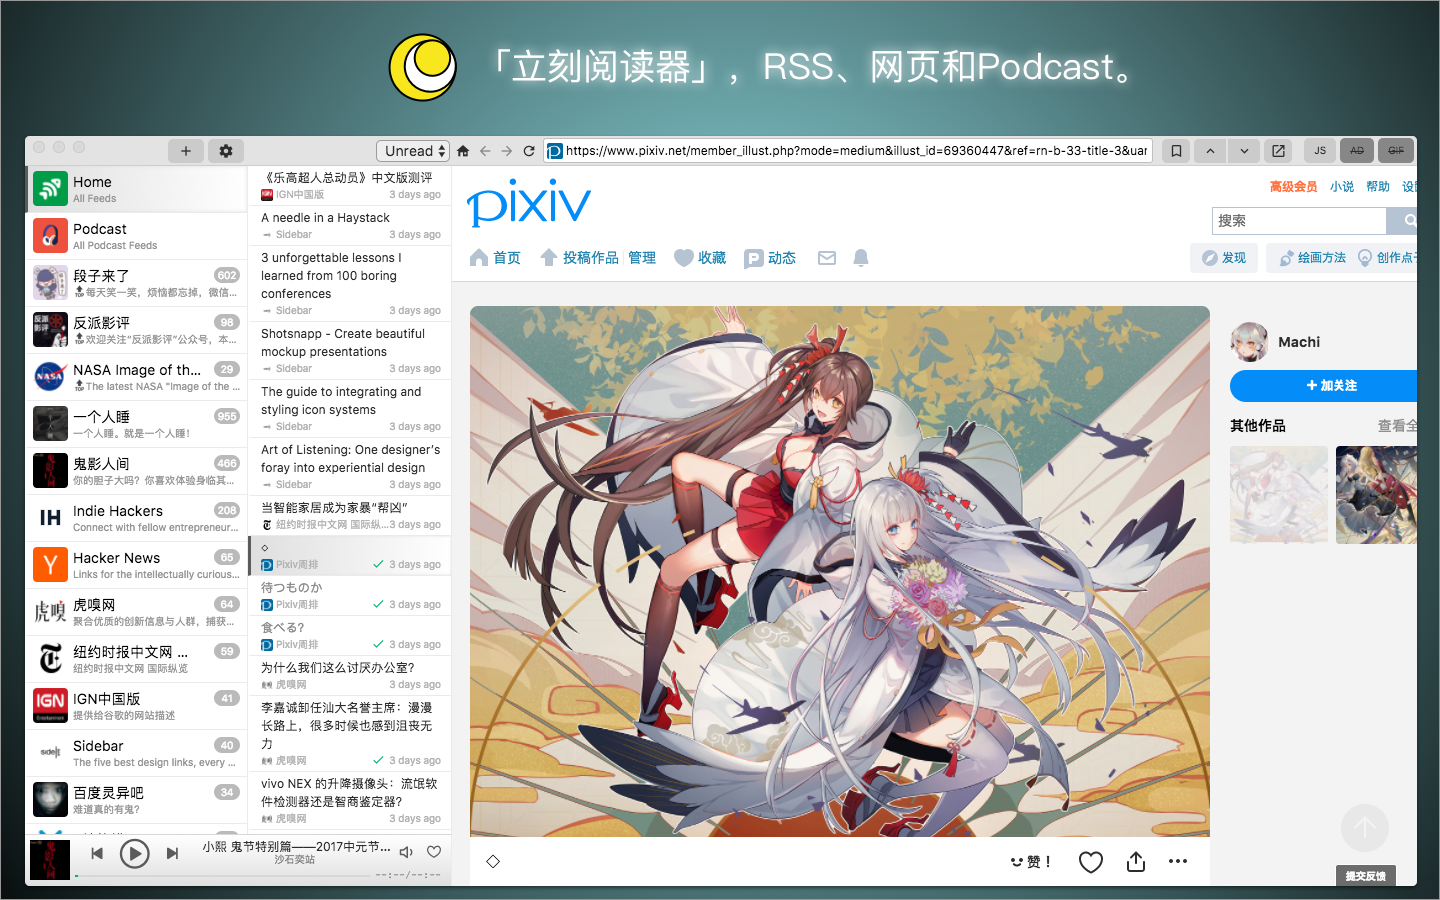 「立刻阅读器」，RSS、网页和Podcast。
Unread
https://www.pixiv.net/member_illust.php?mode=medium&illust_id=69360447&ref=rn-b-33-title-3&uar
JS
AD
GIF
Home
All Feeds
Podcast
All Podcast Feeds
段子来了
602
每天笑一笑，烦恼都忘掉，微信...
反派影评
98
欢迎关注“反派影评”公众号，本...
NASA Image of th...
29
The latest NASA "Image of the ...
一个人睡
955
一个人睡。就是一个人睡！
鬼影人间
466
你的胆子大吗？你喜欢体验身临其...
Indie Hackers
208
Connect with fellow entrepreneur...
Hacker News
65
Links for the intellectually curious...
虎嗅网
64
聚合优质的创新信息与人群，捕获...
纽约时报中文网 ...
59
纽约时报中文网 国际纵览
IGN中国版
41
提供给谷歌的网站描述
Sidebar
40
The five best design links, every ...
百度灵异吧
34
难道真的有鬼？
小熙 鬼节特别篇——2017中元节...
沙石奕站
--:--/--:--
《乐高超人总动员》中文版测评
IGN中国版
3 days ago
A needle in a Haystack
Sidebar
3 days ago
3 unforgettable lessons I
learned from 100 boring
conferences
Sidebar
3 days ago
Shotsnapp - Create beautiful
mockup presentations
Sidebar
3 days ago
The guide to integrating and
styling icon systems
Sidebar
3 days ago
Art of Listening: One designer's
foray into experiential design
Sidebar
3 days ago
当智能家居成为家暴“帮凶”
纽约时报中文网 国际纵...3 days ago
◇
Pixiv周排
3 days ago
待つものか
Pixiv周排
3 days ago
食べる?
Pixiv周排
3 days ago
为什么我们这么讨厌办公室？
虎嗅网
3 days ago
李嘉诚卸任汕大名誉主席：漫漫
长路上，很多时候也感到沮丧无
力
虎嗅网
3 days ago
vivo NEX 的升降摄像头：流氓软
件检测器还是智商鉴定器？
虎嗅网
3 days ago
pixiv
高级会员 小说 帮助 设
搜索
首页 投稿作品 管理 收藏 动态
发现 绘画方法 创作点
Machi
+ 加关注
其他作品
查看全
◇
赞！
提交反馈